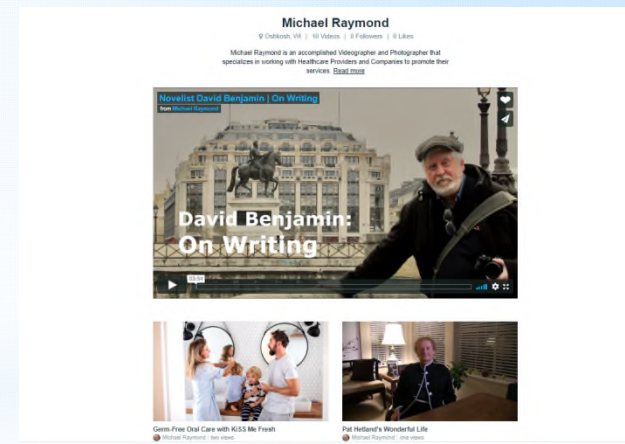 Michael Raymond
Oshkosh, WI | 10 Videos | 0 Followers | 0 Likes
Michael Raymond is an accomplished Videographer and Photographer that
specializes in working with Healthcare Providers and Companies to promote their
services. Read more
Novelist David Benjamin | On Writing
from Michael Raymond
David Benjamin:
On Writing
03:54
Germ-Free Oral Care with KiSS Me Fresh
Michael Raymond | two views
Pat Hetland's Wonderful Life
Michael Raymond | one views